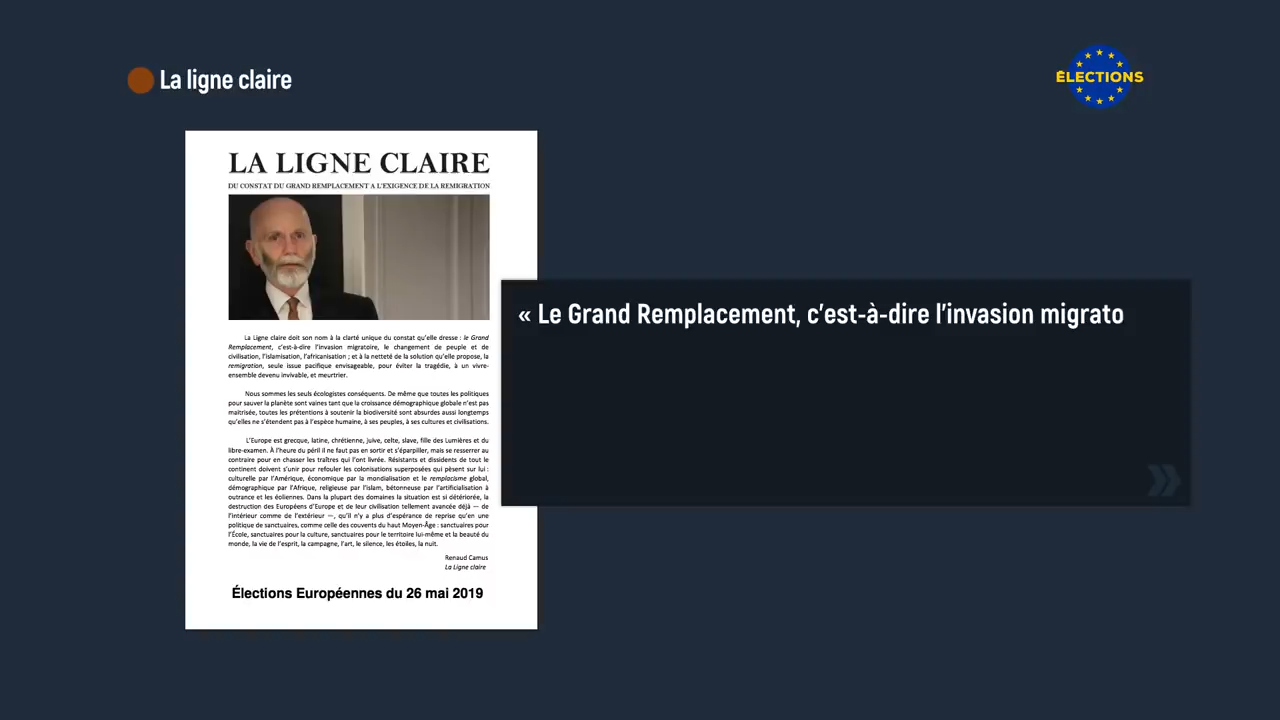 La ligne claire
ÉLECTIONS
LA LIGNE CLAIRE
DU CONSTAT DU GRAND REMPLACEMENT A L'EXIGENCE DE LA REMIGRATION
La Ligne claire doit son nom à la clarté unique du constat qu'elle dresse : le Grand
Remplacement, c'est-à-dire l'invasion migratoire, le changement de peuple et de
civilisation, l'islamisation, l'africanisation ; et à la netteté de la solution qu'elle propose, la
remigration, seule issue pacifique envisageable, pour éviter la tragédie, à un vivre-
ensemble devenu invivable, et meurtrier.
Nous sommes les seuls écologistes conséquents. De même que toutes les politiques
pour sauver la planète sont vaines tant que la croissance démographique globale n'est pas
maitrisée, toutes les prétentions à soutenir la biodiversité sont absurdes aussi longtemps
qu'elles ne s'étendent pas à l'espèce humaine, à ses peuples, à ses cultures et civilisations.
L'Europe est grecque, latine, chrétienne, juive, celte, slave, fille des Lumières et du
libre-examen. À l'heure du péril il ne faut pas en sortir et s'éparpiller, mais se resserrer au
contraire pour en chasser les traîtres qui l'ont livrée. Résistants et dissidents de tout le
continent doivent s'unir pour refouler les colonisations superposées qui pèsent sur lui :
culturelle par l'Amérique, économique par la mondialisation et le remplacisme global,
démographique par l'Afrique, religieuse par l'Islam, bétonneuse par l'artificialisation à
outrance et les éoliennes. Dans la plupart des domaines la situation est si détériorée, la
destruction des Européens d'Europe et de leur civilisation tellement avancée déjà — de
l'intérieur comme de l'extérieur —, qu'il n'y a plus d'espérance de reprise qu'en une
politique de sanctuaires, comme celle des couvents du haut Moyen-Âge : sanctuaires pour
l'École, sanctuaires pour la culture, sanctuaires pour le territoire lui-même et la beauté du
monde, la vie de l'esprit, la campagne, l'art, le silence, les étoiles, la nuit.
Renaud Camus
La Ligne claire
Élections Européennes du 26 mai 2019
« Le Grand Remplacement, c'est-à-dire l'invasion migrato